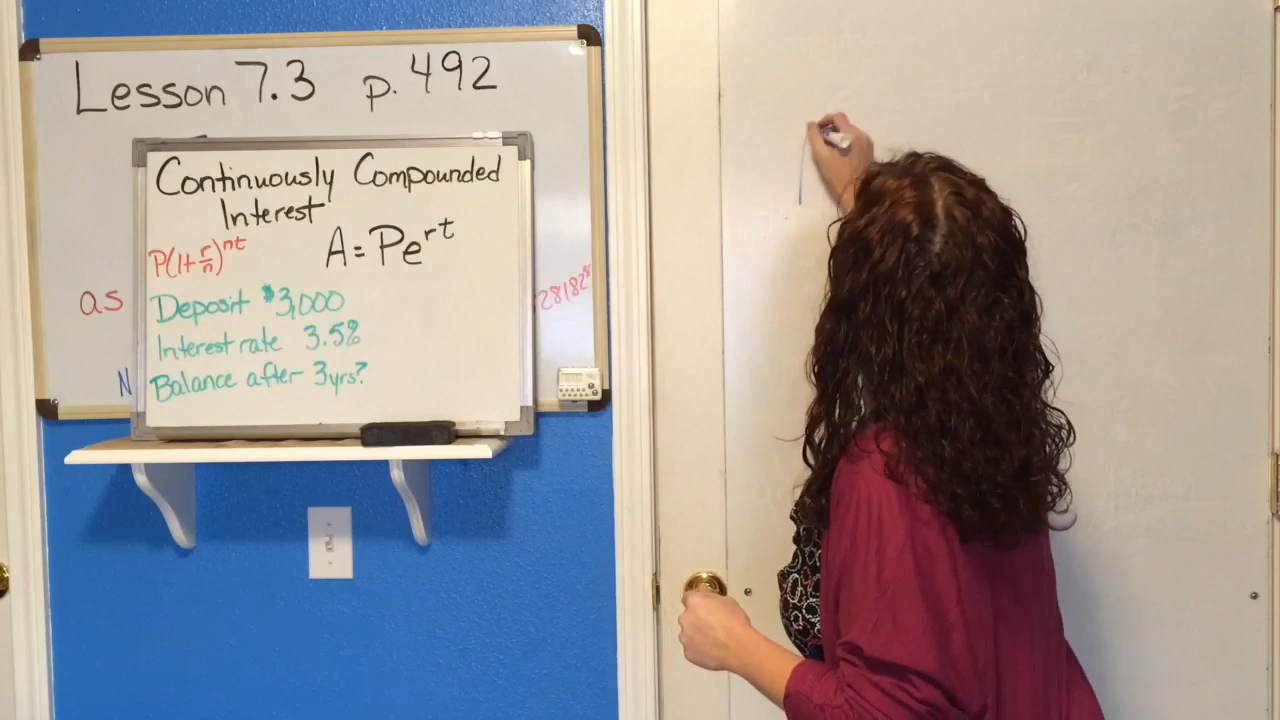 Lesson 7.3 p. 492
Continuously Compounded
Interest
P(1+r/n)^nt
A=Pe^rt
as
Deposit $3,000
28182
Interest rate 3.5%
N
Balance after 3yrs?